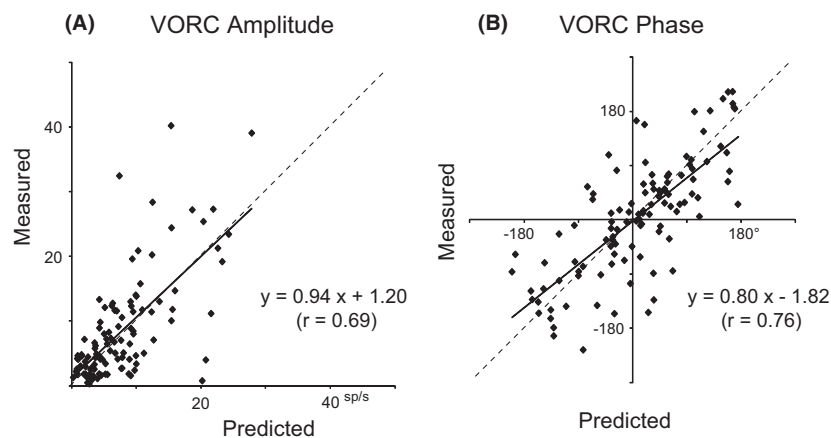 (A) VORC Amplitude
Measured
40
20
20
40 sp/s
Predicted
y = 0.94 x + 1.20
(r = 0.69)
(B) VORC Phase
Measured
180
-180
180°
-180
Predicted
y = 0.80 x - 1.82
(r = 0.76)